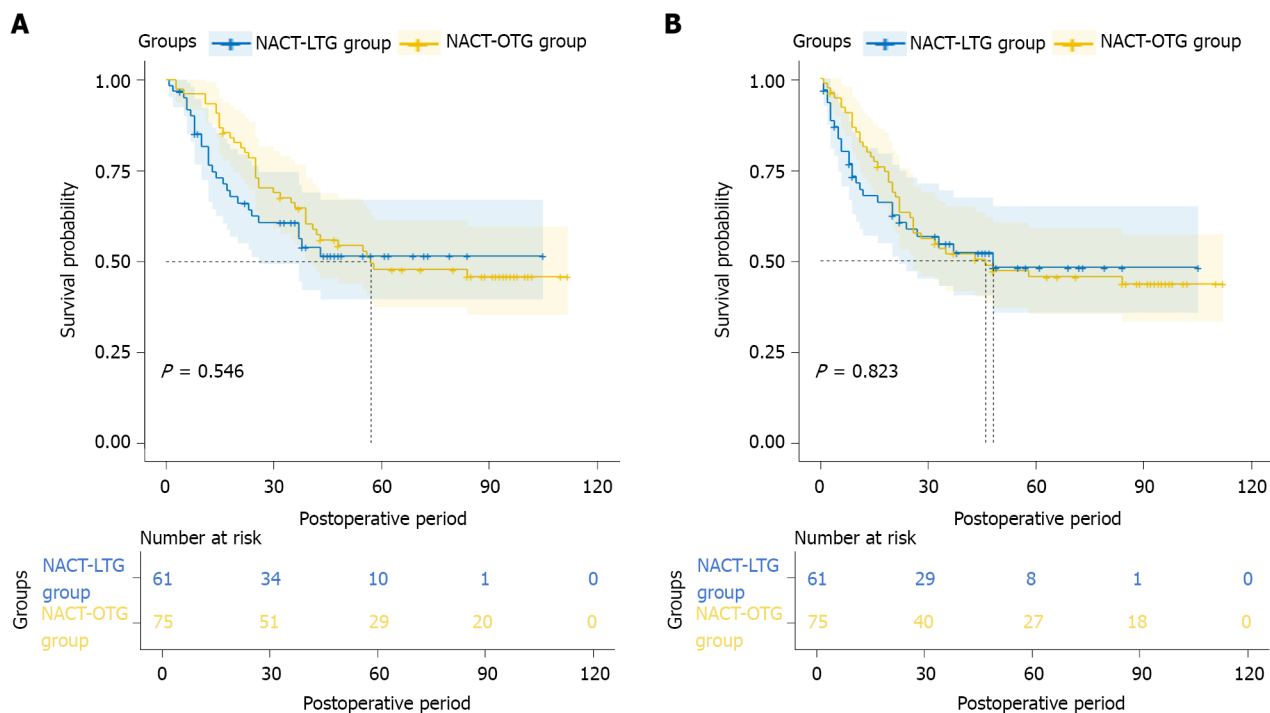 A
Groups NACT-LTG group NACT-OTG group
1.00
0.75
0.50
0.25
0.00
Survival probability
P = 0.546
0 30 60 90 120
Postoperative period
Number at risk
Groups
NACT-LTG group 61 34 10 1 0
NACT-OTG group 75 51 29 20 0
0 30 60 90 120
Postoperative period
B
Groups NACT-LTG group NACT-OTG group
1.00
0.75
0.50
0.25
0.00
Survival probability
P = 0.823
0 30 60 90 120
Postoperative period
Number at risk
Groups
NACT-LTG group 61 29 8 1 0
NACT-OTG group 75 40 27 18 0
0 30 60 90 120
Postoperative period